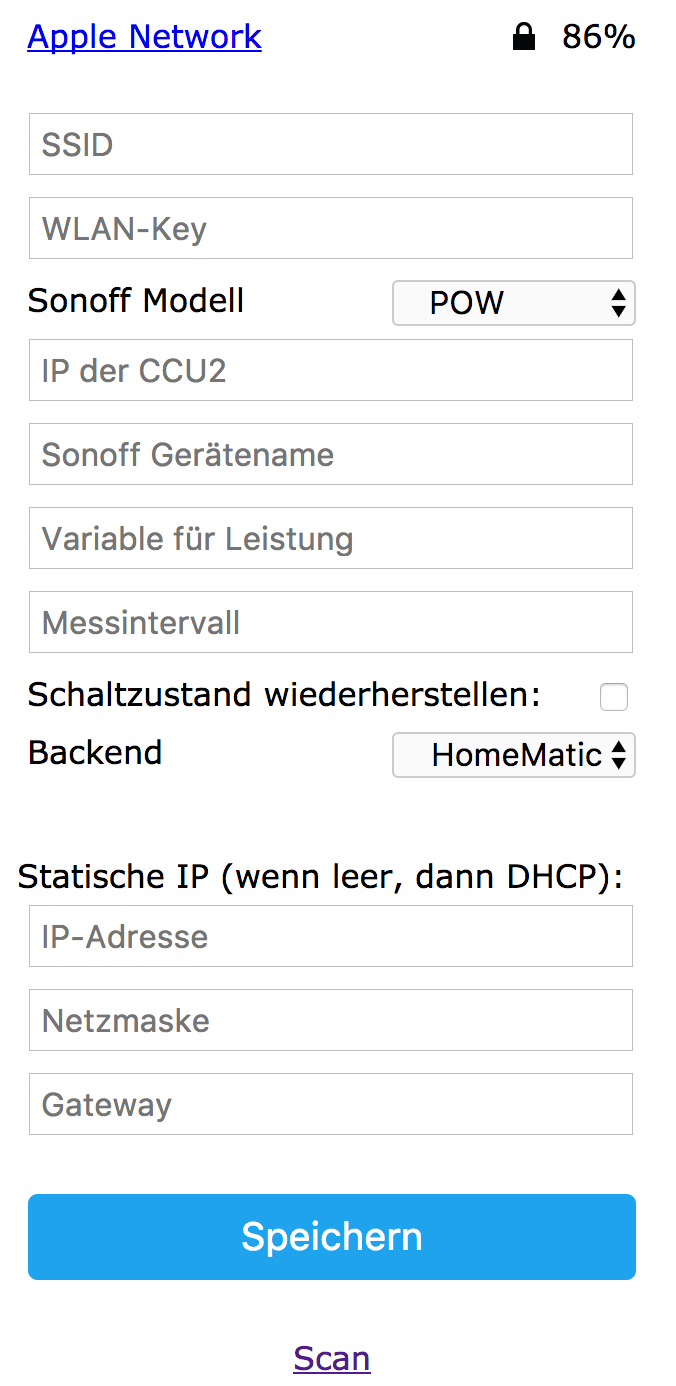 Apple Network 86%
SSID
WLAN-Key
Sonoff Modell POW
IP der CCU2
Sonoff Gerätename
Variable für Leistung
Messintervall
Schaltzustand wiederherstellen:
Backend HomeMatic
Statische IP (wenn leer, dann DHCP):
IP-Adresse
Netzmaske
Gateway
Speichern
Scan